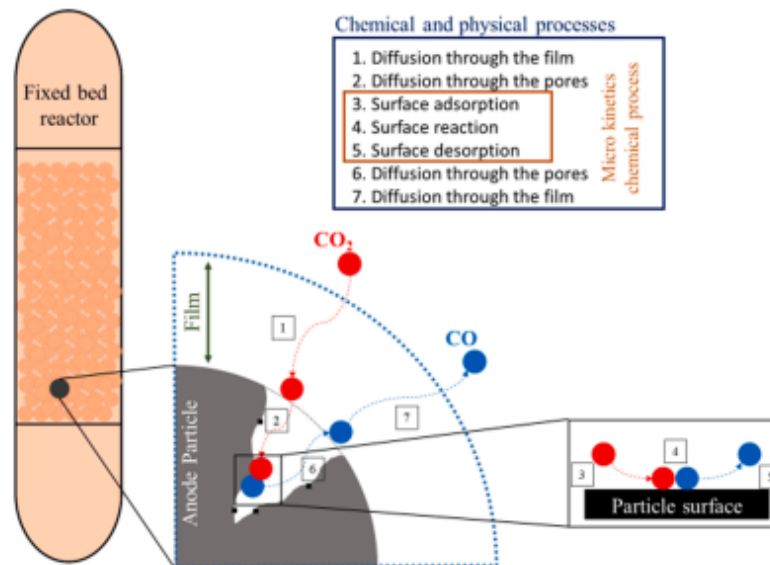 Chemical and physical processes
1. Diffusion through the film
2. Diffusion through the pores
3. Surface adsorption
4. Surface reaction
5. Surface desorption
6. Diffusion through the pores
7. Diffusion through the film
Micro kinetics
chemical process
Fixed bed
reactor
CO₂
Film
1
CO
7
Anode Particle
2
6
3
4
5
Particle surface